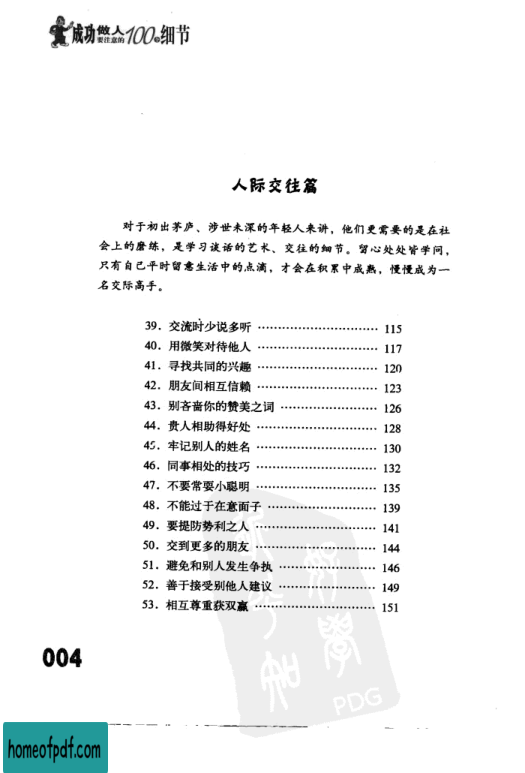 成功做人要注意的100个细节
人际交往篇
对于初出茅庐、涉世未深的年轻人来讲，他们更需要的是在社
会上的磨练，是学习谈话的艺术、交往的细节。留心处处皆学问，
只有自己平时留意生活中的点滴，才会在积累中成熟，慢慢成为一
名交际高手。
39．交流时少说多听 ………………………… 115
40．用微笑对待他人 ………………………… 117
41．寻找共同的兴趣 ………………………… 120
42．朋友间相互信赖 ………………………… 123
43．别吝啬你的赞美之词 …………………… 126
44．贵人相助得好处 ………………………… 128
45．牢记别人的姓名 ………………………… 130
46．同事相处的技巧 ………………………… 132
47．不要常耍小聪明 ………………………… 135
48．不能过于在意面子 ……………………… 139
49．要提防势利之人 ………………………… 141
50．交到更多的朋友 ………………………… 144
51．避免和别人发生争执 …………………… 146
52．善于接受别他人建议 …………………… 149
53．相互尊重获双赢 ………………………… 151
004
PDG
homeofpdf.com